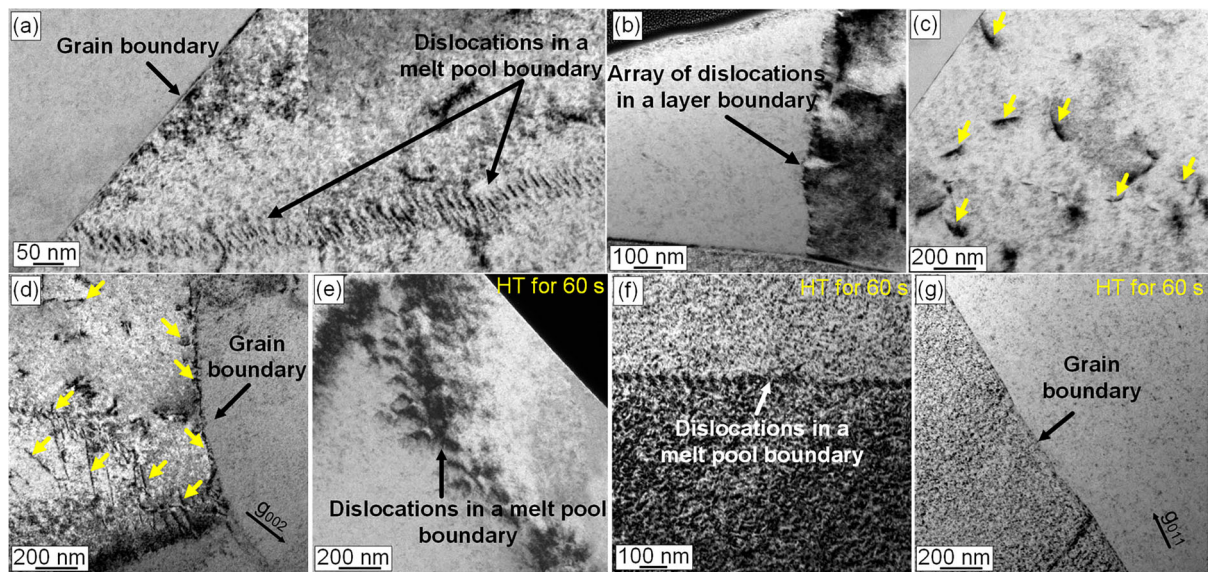 (a)
Grain boundary
Dislocations in a
melt pool boundary
50 nm
(b)
Array of dislocations
in a layer boundary
100 nm
(c)
200 nm
(d)
Grain
boundary
g002
200 nm
(e)
HT for 60 s
Dislocations in a melt pool
boundary
200 nm
(f)
HT for 60 s
Dislocations in a
melt pool boundary
100 nm
(g)
HT for 60 s
Grain
boundary
g011
200 nm